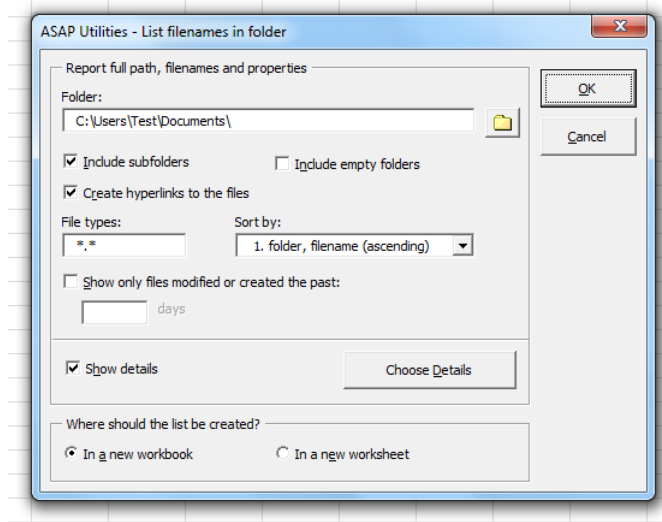 ASAP Utilities - List filenames in folder
Report full path, filenames and properties
OK
Folder:
C:\Users\Test\Documents\
Cancel
Include subfolders
Include empty folders
Create hyperlinks to the files
File types:
Sort by:
*.*
1. folder, filename (ascending)
Show only files modified or created the past:
days
Show details
Choose Details
Where should the list be created?
In a new workbook
In a new worksheet